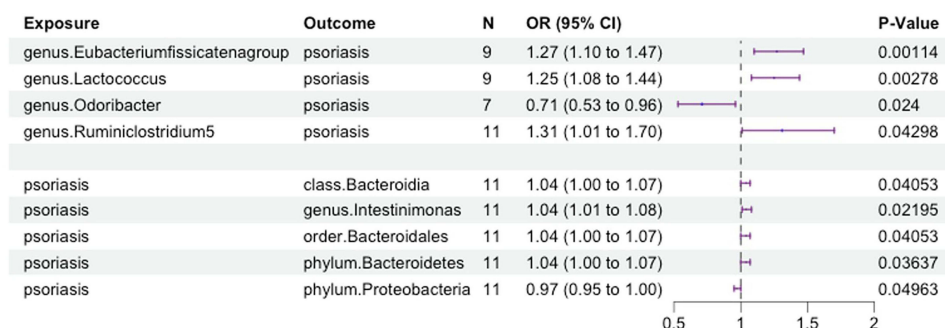 Exposure Outcome N OR (95% CI) P-Value
genus.Eubacteriumfissicatenagroup psoriasis 9 1.27 (1.10 to 1.47) 0.00114
genus.Lactococcus psoriasis 9 1.25 (1.08 to 1.44) 0.00278
genus.Odoribacter psoriasis 7 0.71 (0.53 to 0.96) 0.024
genus.Ruminiclostridium5 psoriasis 11 1.31 (1.01 to 1.70) 0.04298
psoriasis class.Bacteroidia 11 1.04 (1.00 to 1.07) 0.04053
psoriasis genus.Intestinimonas 11 1.04 (1.01 to 1.08) 0.02195
psoriasis order.Bacteroidales 11 1.04 (1.00 to 1.07) 0.04053
psoriasis phylum.Bacteroidetes 11 1.04 (1.00 to 1.07) 0.03637
psoriasis phylum.Proteobacteria 11 0.97 (0.95 to 1.00) 0.04963
0.5 1 1.5 2